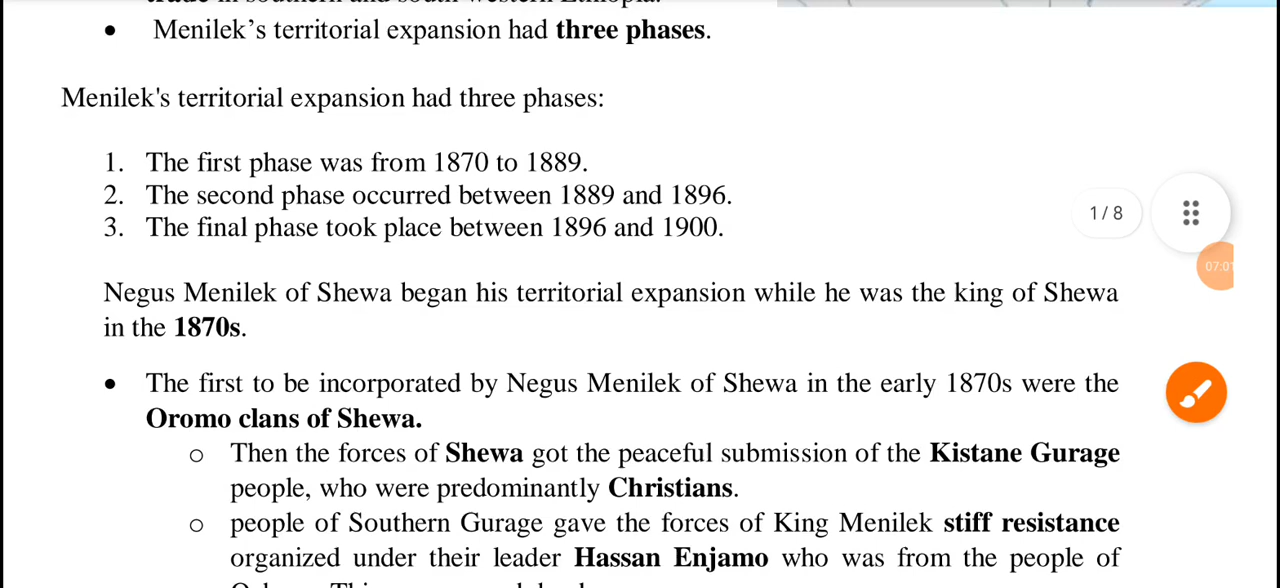 • Menilek’s territorial expansion had three phases.
Menilek's territorial expansion had three phases:
1. The first phase was from 1870 to 1889.
2. The second phase occurred between 1889 and 1896.
3. The final phase took place between 1896 and 1900.
1 / 8
07:01
Negus Menilek of Shewa began his territorial expansion while he was the king of Shewa
in the 1870s.
• The first to be incorporated by Negus Menilek of Shewa in the early 1870s were the
Oromo clans of Shewa.
o Then the forces of Shewa got the peaceful submission of the Kistane Gurage
people, who were predominantly Christians.
o people of Southern Gurage gave the forces of King Menilek stiff resistance
organized under their leader Hassan Enjamo who was from the people of